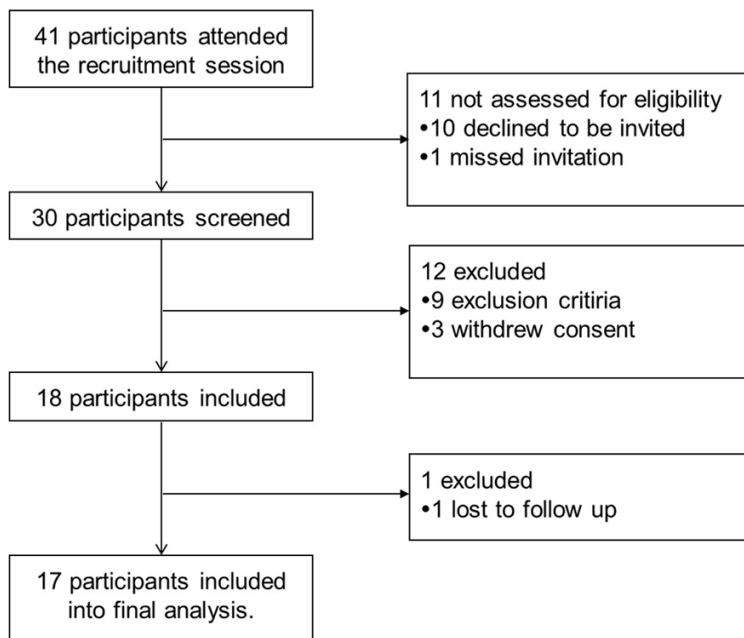 41 participants attended
the recruitment session
11 not assessed for eligibility
•10 declined to be invited
•1 missed invitation
30 participants screened
12 excluded
•9 exclusion critiria
•3 withdrew consent
18 participants included
1 excluded
•1 lost to follow up
17 participants included
into final analysis.